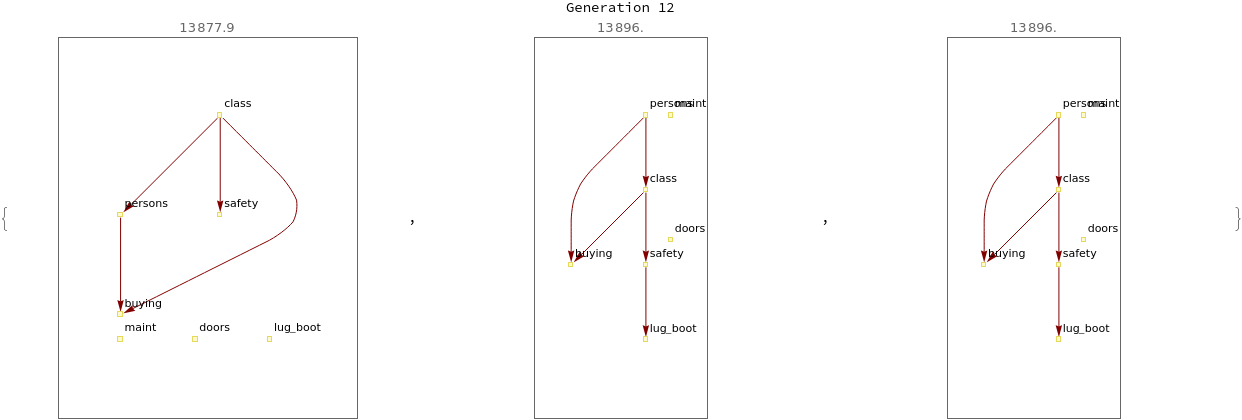 Generation 12
13877.9
class
persons
safety
buying
maint
doors
lug_boot
,
13896.
persons
maint
class
doors
buying
safety
lug_boot
,
13896.
persons
maint
class
doors
buying
safety
lug_boot